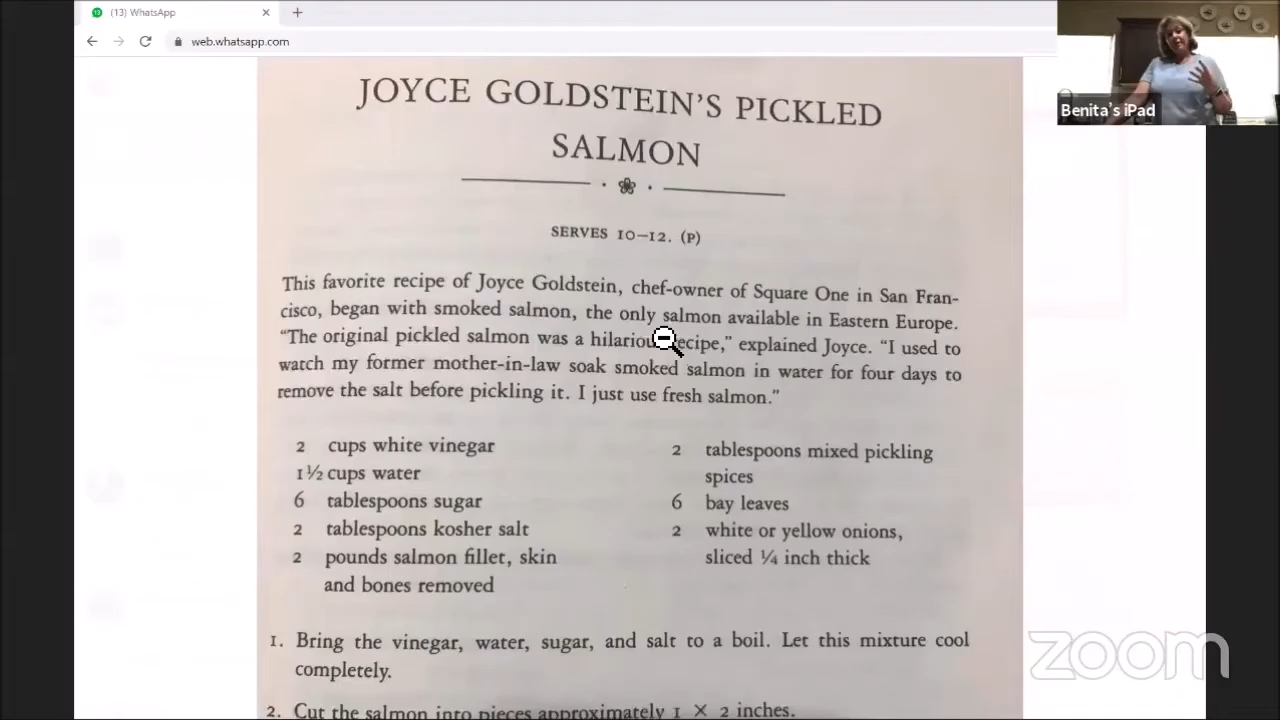 (13) WhatsApp
web.whatsapp.com
Benita's iPad
JOYCE GOLDSTEIN'S PICKLED
SALMON
SERVES 10–12. (P)
This favorite recipe of Joyce Goldstein, chef-owner of Square One in San Fran-
cisco, began with smoked salmon, the only salmon available in Eastern Europe.
“The original pickled salmon was a hilarious recipe,” explained Joyce. “I used to
watch my former mother-in-law soak smoked salmon in water for four days to
remove the salt before pickling it. I just use fresh salmon.”
2 cups white vinegar
1½ cups water
6 tablespoons sugar
2 tablespoons kosher salt
2 pounds salmon fillet, skin
and bones removed
2 tablespoons mixed pickling
spices
6 bay leaves
2 white or yellow onions,
sliced ¼ inch thick
1. Bring the vinegar, water, sugar, and salt to a boil. Let this mixture cool
completely.
2. Cut the salmon into pieces approximately 1 × 2 inches.
zoom